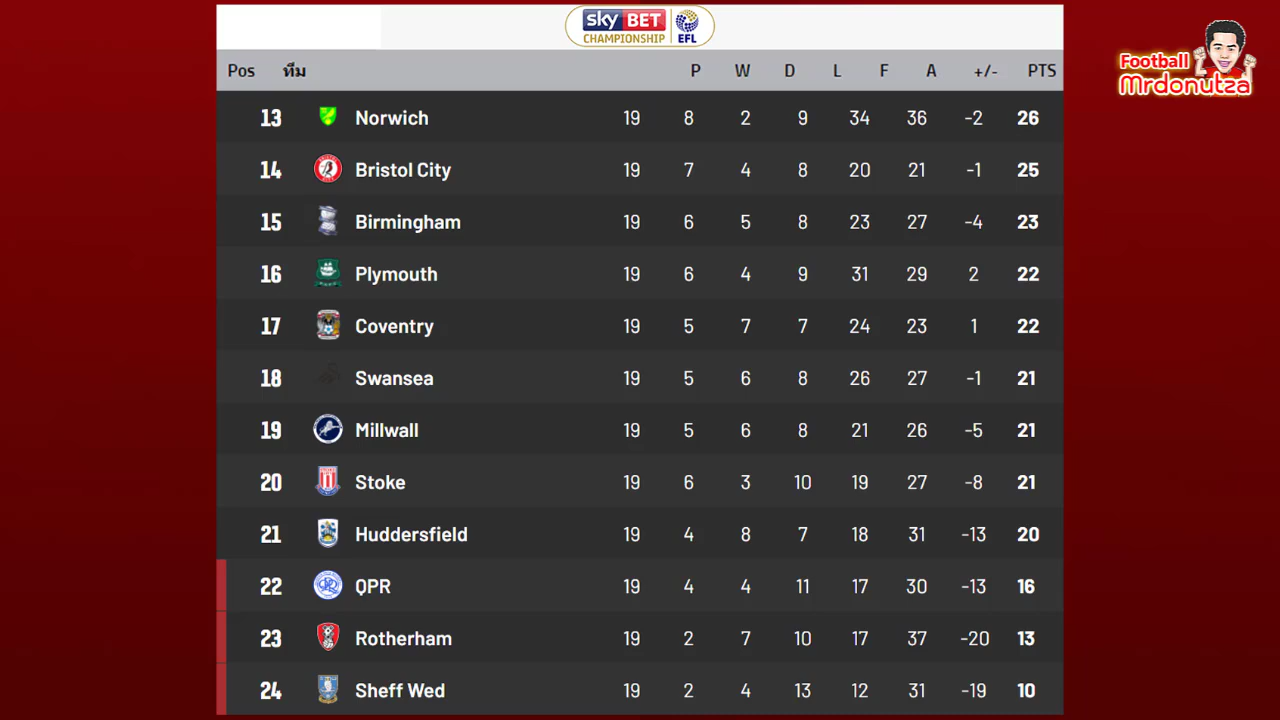 sky BET
CHAMPIONSHIP EFL
Football
Mrdonutza
Pos ทีม P W D L F A +/- PTS
13 Norwich 19 8 2 9 34 36 -2 26
14 Bristol City 19 7 4 8 20 21 -1 25
15 Birmingham 19 6 5 8 23 27 -4 23
16 Plymouth 19 6 4 9 31 29 2 22
17 Coventry 19 5 7 7 24 23 1 22
18 Swansea 19 5 6 8 26 27 -1 21
19 Millwall 19 5 6 8 21 26 -5 21
20 Stoke 19 6 3 10 19 27 -8 21
21 Huddersfield 19 4 8 7 18 31 -13 20
22 QPR 19 4 4 11 17 30 -13 16
23 Rotherham 19 2 7 10 17 37 -20 13
24 Sheff Wed 19 2 4 13 12 31 -19 10